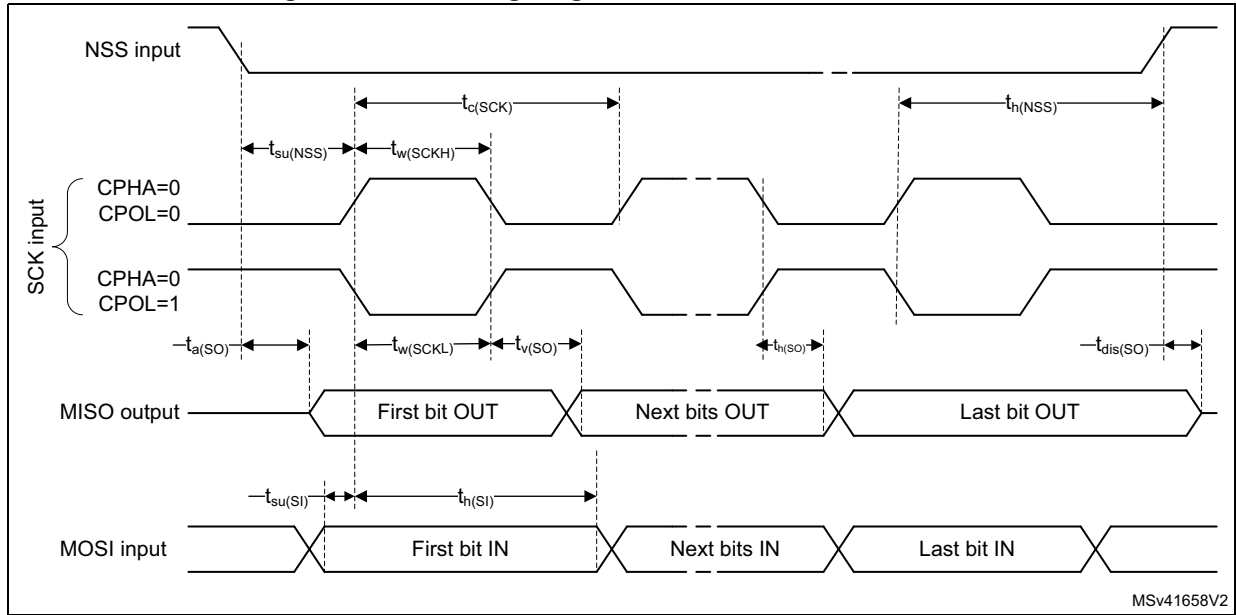 NSS input
tc(SCK)
th(NSS)
tsu(NSS)
tw(SCKH)
SCK input
CPHA=0
CPOL=0
CPHA=0
CPOL=1
ta(SO)
tw(SCKL)
tv(SO)
th(SO)
tdis(SO)
MISO output
First bit OUT
Next bits OUT
Last bit OUT
tsu(SI)
th(SI)
MOSI input
First bit IN
Next bits IN
Last bit IN
MSv41658V2